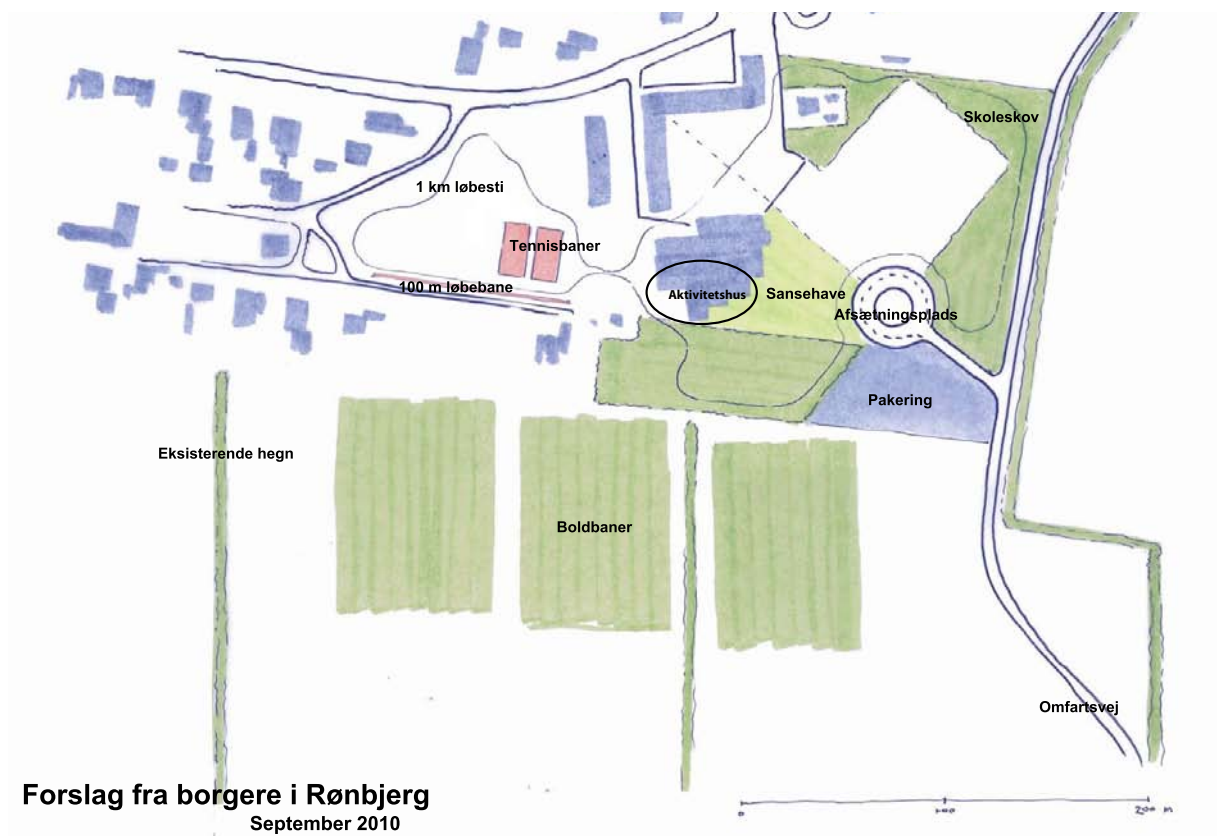 Skoleskov
1 km løbesti
Tennisbaner
100 m løbebane
Aktivitetshus
Sansehave
Afsætningsplads
Pakering
Eksisterende hegn
Boldbaner
Omfartsvej
Forslag fra borgere i Rønbjerg
September 2010
0 100 200 m